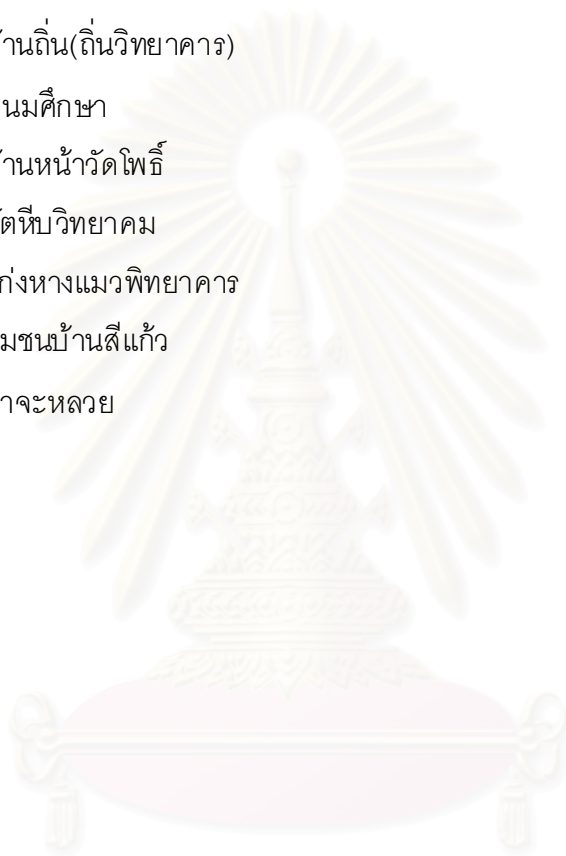 านถิ่น(ถิ่นวิทยาคาร)
นมศึกษา
านหน้าวัดโพธิ์
ัตหีบวิทยาคม
ก่งหางแมวพิทยาคาร
มชนบ้านสีแก้ว
าจะหลวย